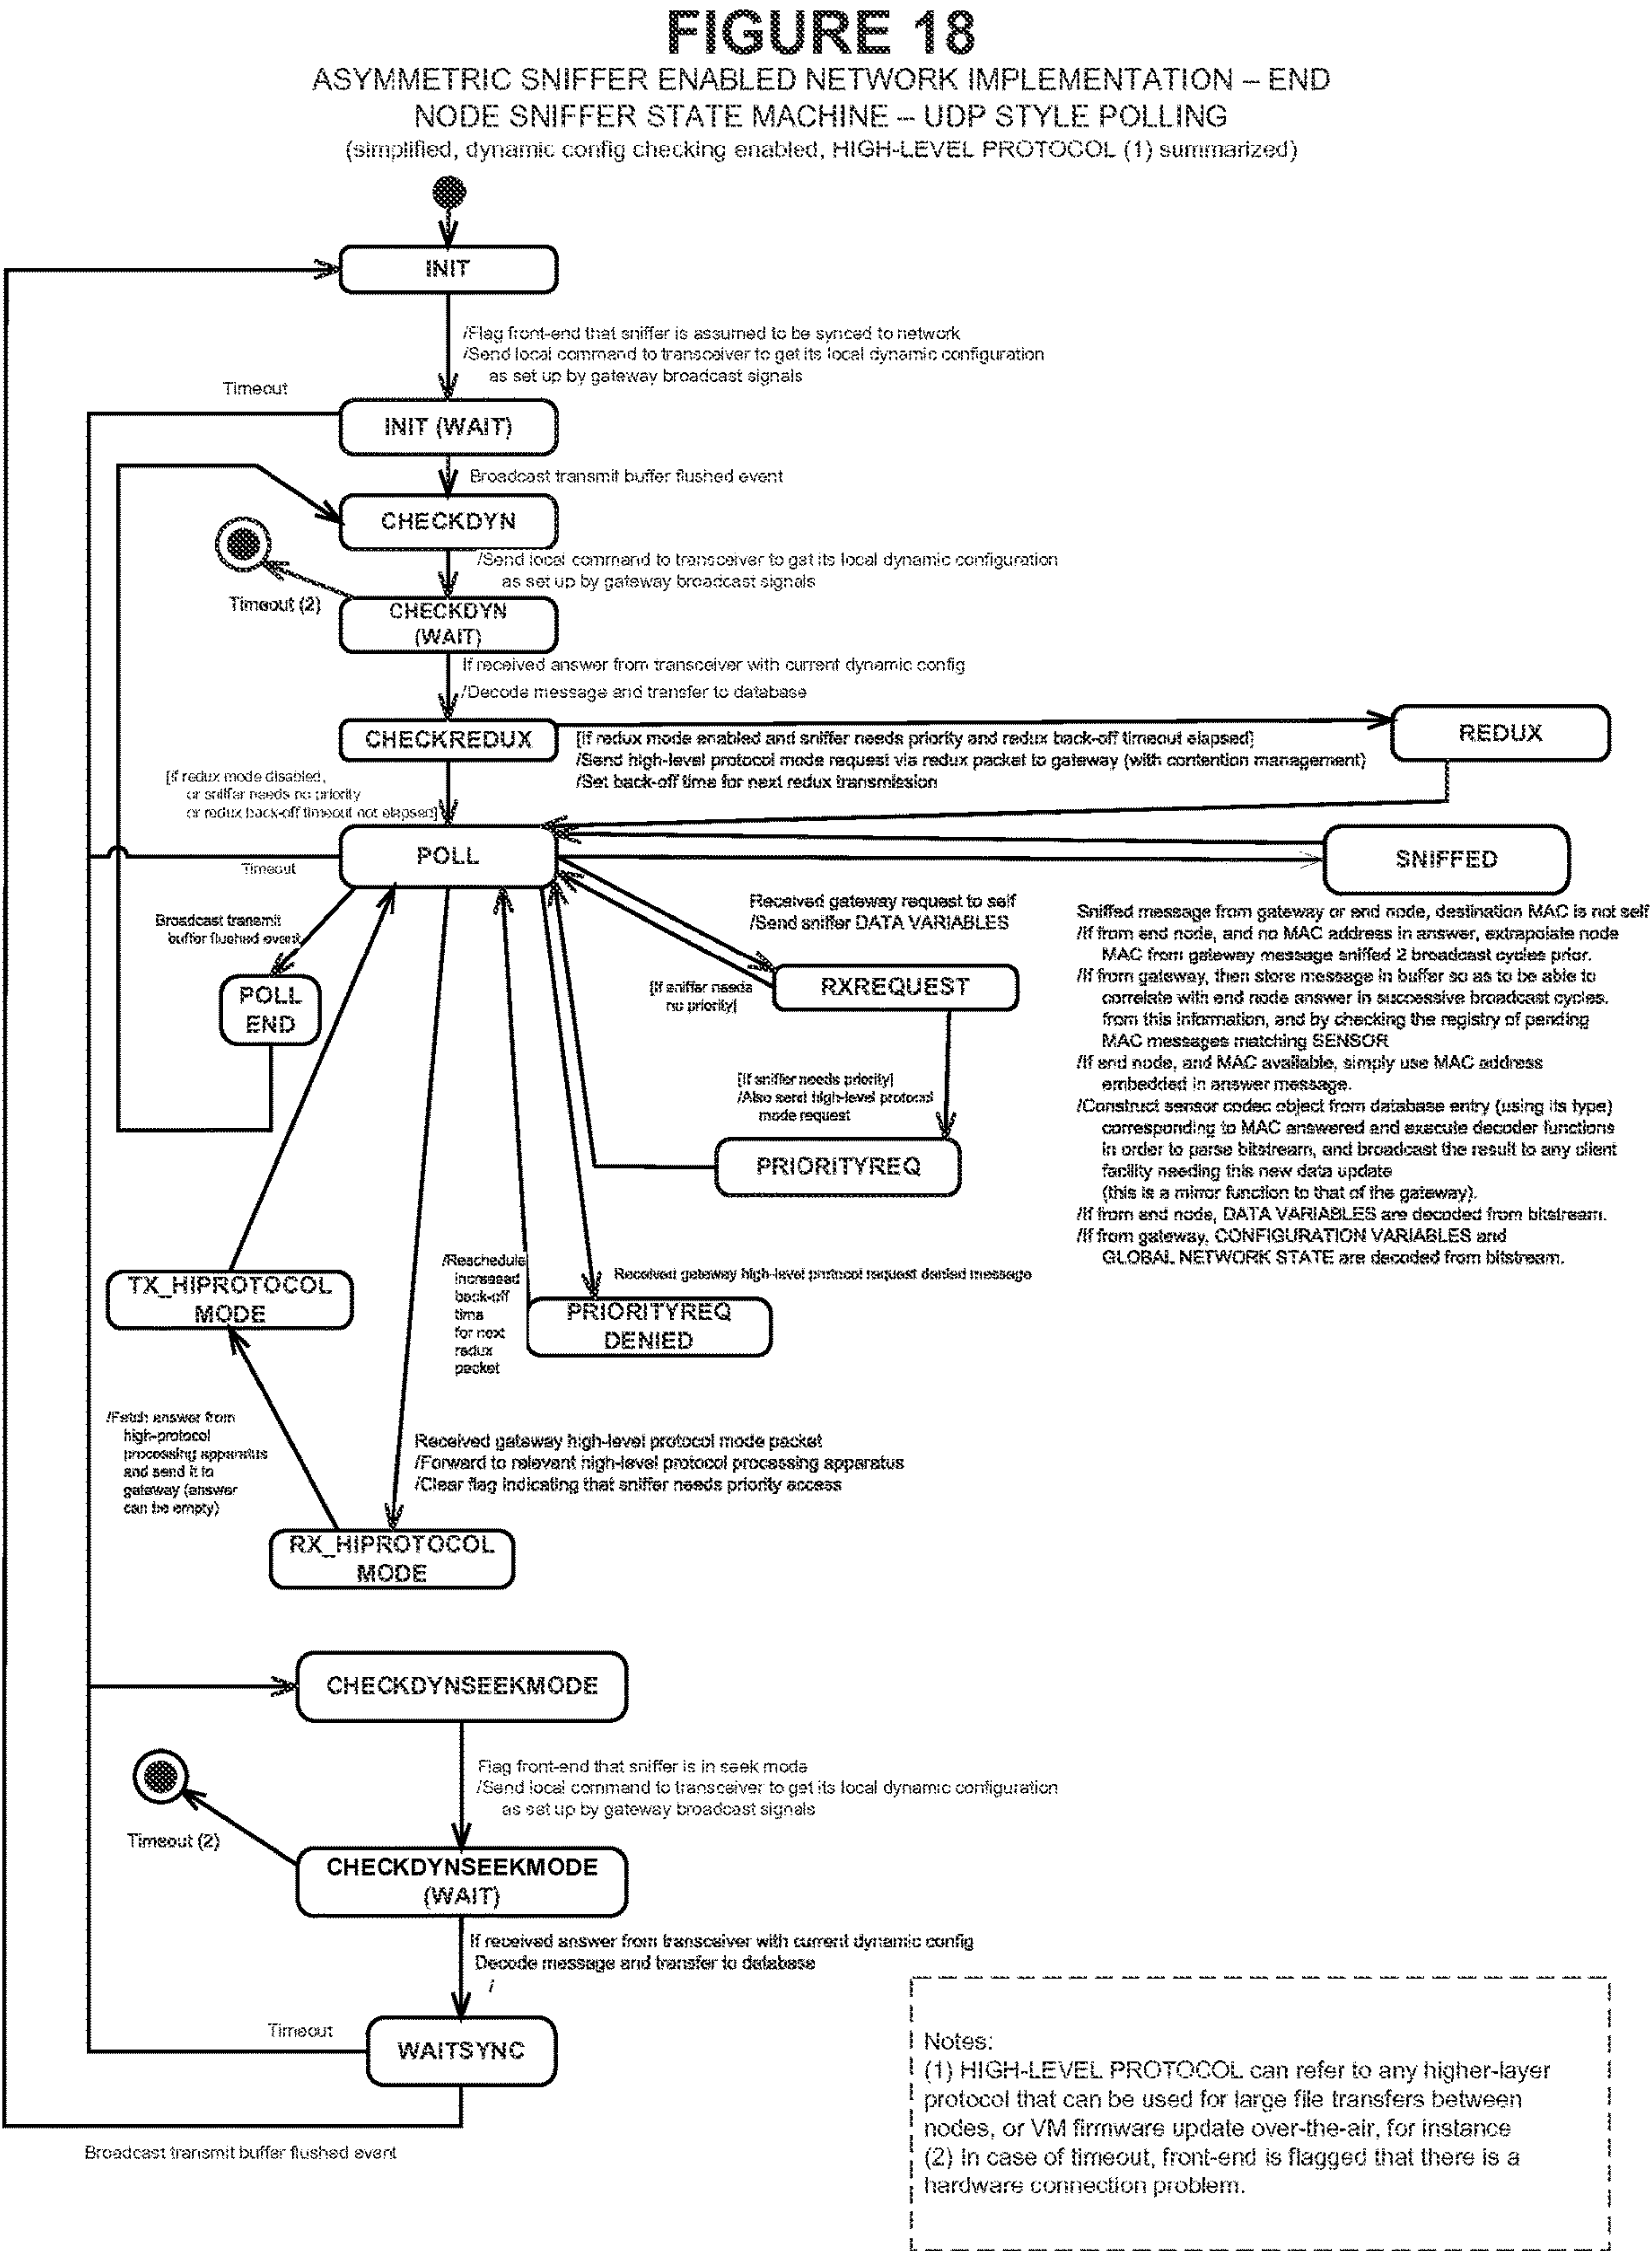 FIGURE 18
ASYMMETRIC SNIFFER ENABLED NETWORK IMPLEMENTATION – END
NODE SNIFFER STATE MACHINE -- UDP STYLE POLLING
(simplified, dynamic config checking enabled, HIGH-LEVEL PROTOCOL (1) summarized)
INIT
/Flag front-end that sniffer is assumed to be synced to network
/Send local command to transceiver to get its local dynamic configuration
as set up by gateway broadcast signals
Timeout
INIT (WAIT)
Broadcast transmit buffer flushed event
CHECKDYN
/Send local command to transceiver to get its local dynamic configuration
as set up by gateway broadcast signals
Timeout (2)
CHECKDYN
(WAIT)
If received answer from transceiver with current dynamic config
/Decode message and transfer to database
CHECKREDUX
[If redux mode enabled and sniffer needs priority and redux back-off timeout elapsed]
/Send high-level protocol mode request via redux packet to gateway (with contention management)
/Set back-off time for next redux transmission
REDUX
[If redux mode disabled,
or sniffer needs no priority
or redux back-off timeout not elapsed]
POLL
Timeout
SNIFFED
Broadcast transmit
buffer flushed event
POLL
END
Received gateway request to self
/Send sniffer DATA VARIABLES
[If sniffer needs
no priority]
RXREQUEST
[If sniffer needs priority]
/Also send high-level protocol
mode request
PRIORITYREQ
Sniffed message from gateway or end node, destination MAC is not self
/If from end node, and no MAC address in answer, extrapolate node
MAC from gateway message sniffed 2 broadcast cycles prior.
/If from gateway, then store message in buffer so as to be able to
correlate with end node answer in successive broadcast cycles.
from this information, and by checking the registry of pending
MAC messages matching SENSOR
/If end node, and MAC available, simply use MAC address
embedded in answer message.
/Construct sensor codec object from database entry (using its type)
corresponding to MAC answered and execute decoder functions
in order to parse bitstream, and broadcast the result to any client
facility needing this new data update
(this is a mirror function to that of the gateway).
/If from end node, DATA VARIABLES are decoded from bitstream.
/If from gateway, CONFIGURATION VARIABLES and
GLOBAL NETWORK STATE are decoded from bitstream.
TX_HIPROTOCOL
MODE
/Reschedule
increased
back-off
time
for next
redux
packet
Received gateway high-level protocol request denied message
PRIORITYREQ
DENIED
/Fetch answer from
high-protocol
processing apparatus
and send it to
gateway (answer
can be empty)
Received gateway high-level protocol mode packet
/Forward to relevant high-level protocol processing apparatus
/Clear flag indicating that sniffer needs priority access
RX_HIPROTOCOL
MODE
CHECKDYNSEEKMODE
Flag front-end that sniffer is in seek mode
/Send local command to transceiver to get its local dynamic configuration
as set up by gateway broadcast signals
Timeout (2)
CHECKDYNSEEKMODE
(WAIT)
If received answer from transceiver with current dynamic config
Decode message and transfer to database
/
Timeout
WAITSYNC
Broadcast transmit buffer flushed event
Notes:
(1) HIGH-LEVEL PROTOCOL can refer to any higher-layer
protocol that can be used for large file transfers between
nodes, or VM firmware update over-the-air, for instance
(2) In case of timeout, front-end is flagged that there is a
hardware connection problem.